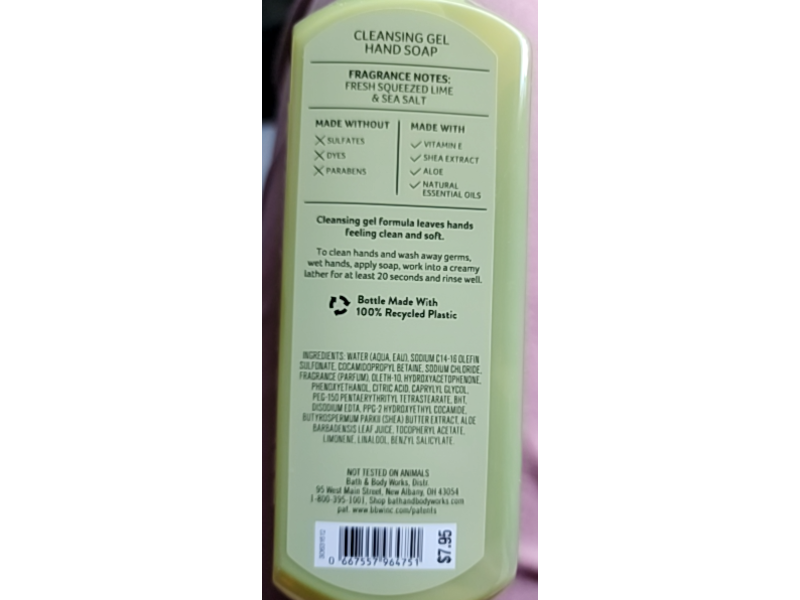 CLEANSING GEL
HAND SOAP
FRAGRANCE NOTES:
FRESH SQUEEZED LIME
& SEA SALT
MADE WITHOUT
SULFATES
DYES
PARABENS
MADE WITH
VITAMIN E
SHEA EXTRACT
ALOE
NATURAL
ESSENTIAL OILS
Cleansing gel formula leaves hands
feeling clean and soft.
To clean hands and wash away germs,
wet hands, apply soap, work into a creamy
lather for at least 20 seconds and rinse well.
Bottle Made With
100% Recycled Plastic
INGREDIENTS: WATER (AQUA, EAU), SODIUM C14-16 OLEFIN
SULFONATE, COCAMIDOPROPYL BETAINE, SODIUM CHLORIDE,
FRAGRANCE (PARFUM), OLETH-10, HYDROXYACETOPHENONE,
PHENOXYETHANOL, CITRIC ACID, CAPRYLYL GLYCOL,
PEG-150 PENTAERYTHRITYL TETRASTEARATE, BHT,
DISODIUM EDTA, PPG-2 HYDROXYETHYL COCAMIDE,
BUTYROSPERMUM PARKII (SHEA) BUTTER EXTRACT, ALOE
BARBADENSIS LEAF JUICE, TOCOPHERYL ACETATE,
LIMONENE, LINALOOL, BENZYL SALICYLATE.
NOT TESTED ON ANIMALS
Bath & Body Works, Distr.
95 West Main Street, New Albany, OH 43054
1-800-395-1001, Shop bathandbodyworks.com
pat. www.bbwinc.com/patents
0 667557 964751
$7.95